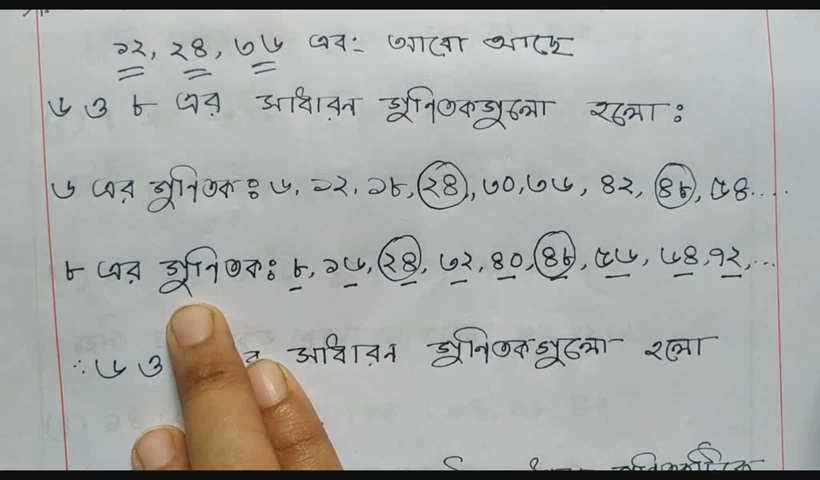 ১২, ২৪, ৩৬ এবং আরো আছে
৬ ও ৮ এর সাধারন গুনিতকগুলো হলো:
৬ এর গুনিতকঃ ৬, ১২, ১৮, ২৪, ৩০, ৩৬, ৪২, ৪৮, ৫৪....
৮ এর গুনিতকঃ ৮, ১৬, ২৪, ৩২, ৪০, ৪৮, ৫৬, ৬৪, ৭২,...
∴ ৬ ও র সাধারন গুনিতকগুলো হলো